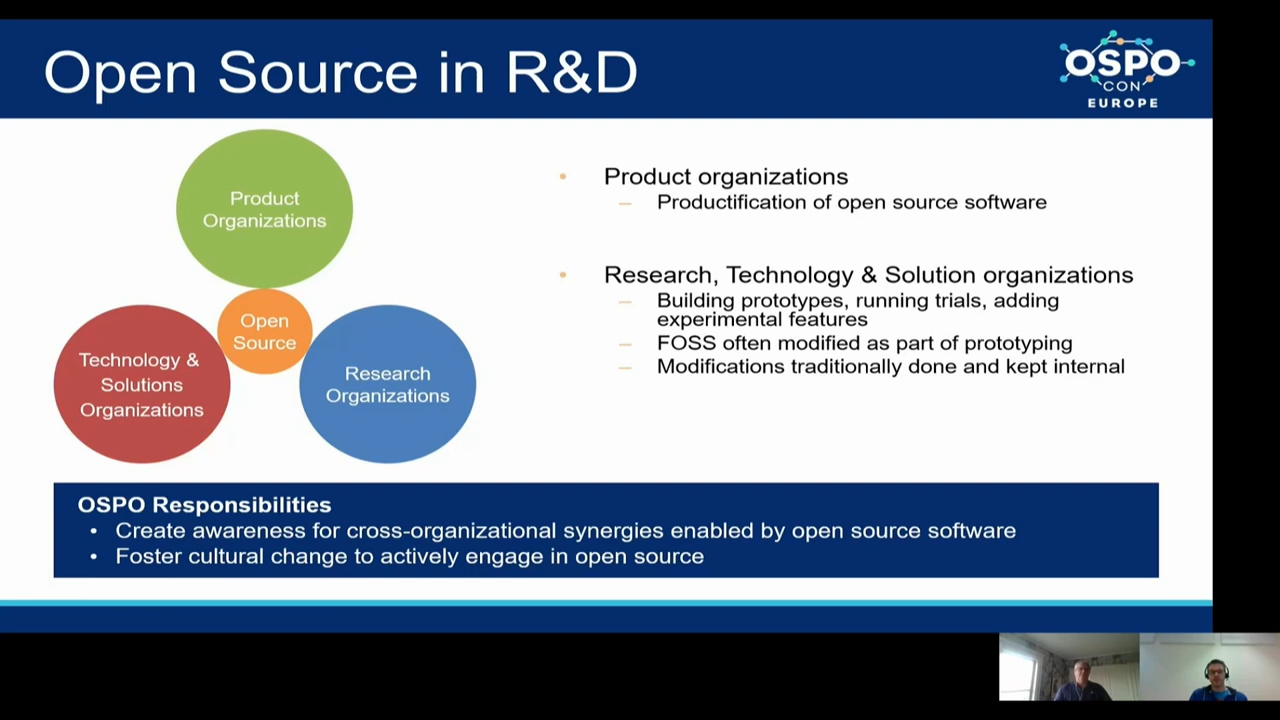 Open Source in R&D
OSPO
CON
EUROPE
Product
Organizations
Open
Source
Technology &
Solutions
Organizations
Research
Organizations
• Product organizations
– Productification of open source software
• Research, Technology & Solution organizations
– Building prototypes, running trials, adding
experimental features
– FOSS often modified as part of prototyping
– Modifications traditionally done and kept internal
OSPO Responsibilities
• Create awareness for cross-organizational synergies enabled by open source software
• Foster cultural change to actively engage in open source